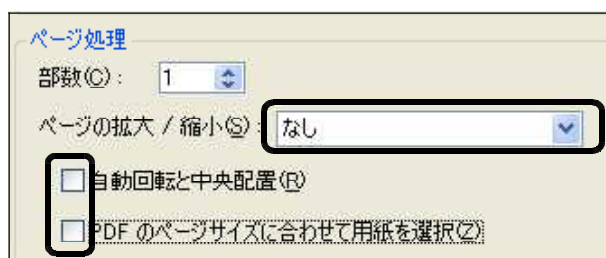 ページ処理
部数(C): 1
ページの拡大 / 縮小(S): なし
自動回転と中央配置(R)
PDF のページサイズに合わせて用紙を選択(Z)